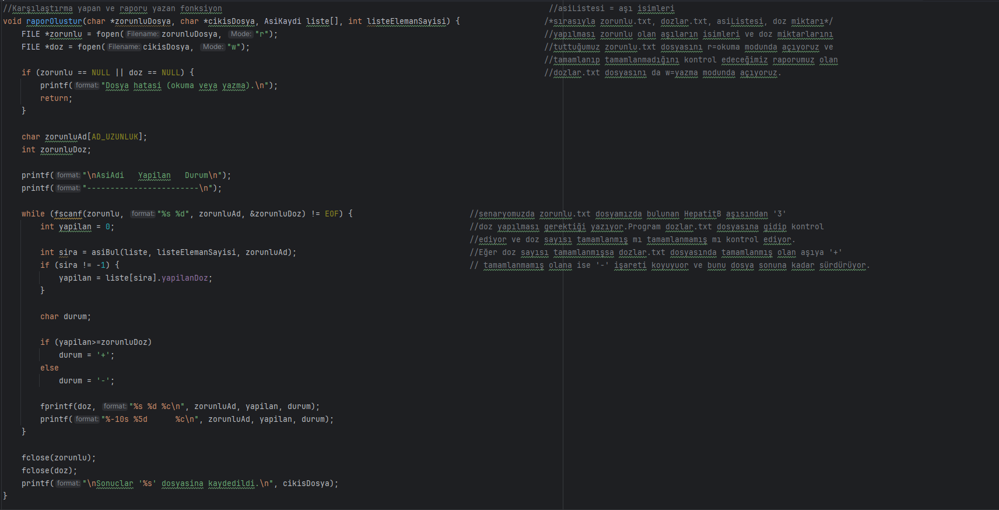 //Karşılaştırma yapan ve raporu yazan fonksiyon //asiListesi = aşı isimleri
void raporOlustur(char *zorunluDosya, char *cikisDosya, AsiKaydi liste[], int listeElemanSayisi) { /*sırasıyla zorunlu.txt, dozlar.txt, asiListesi, doz miktarı*/
FILE *zorunlu = fopen( Filename: zorunluDosya, Mode: "r"); //yapılması zorunlu olan aşıların isimleri ve doz miktarlarını
FILE *doz = fopen( Filename: cikisDosya, Mode: "w"); //tuttuğumuz zorunlu.txt dosyasını r=okuma modunda açıyoruz ve
//tamamlanıp tamamlanmadığını kontrol edeceğimiz raporumuz olan
if (zorunlu == NULL || doz == NULL) { //dozlar.txt dosyasını da w=yazma modunda açıyoruz.
printf( format: "Dosya hatasi (okuma veya yazma).\n");
return;
}
char zorunluAd[AD_UZUNLUK];
int zorunluDoz;
printf( format: "\nAsiAdi   Yapilan   Durum\n");
printf( format: "------------------------\n");
while (fscanf(zorunlu, format: "%s %d", zorunluAd, &zorunluDoz) != EOF) { //senaryomuzda zorunlu.txt dosyamızda bulunan HepatitB aşısından '3'
int yapilan = 0; //doz yapılması gerektiği yazıyor.Program dozlar.txt dosyasına gidip kontrol
//ediyor ve doz sayısı tamamlanmış mı tamamlanmamış mı kontrol ediyor.
int sira = asiBul(liste, listeElemanSayisi, zorunluAd); //Eğer doz sayısı tamamlanmışsa dozlar.txt dosyasında tamamlanmış olan aşıya '+'
if (sira != -1) { // tamamlanmamış olana ise '-' işareti koyuyuor ve bunu dosya sonuna kadar sürdürüyor.
yapilan = liste[sira].yapilanDoz;
}
char durum;
if (yapilan>=zorunluDoz)
durum = '+';
else
durum = '-';
fprintf(doz, format: "%s %d %c\n", zorunluAd, yapilan, durum);
printf( format: "%-10s %5d      %c\n", zorunluAd, yapilan, durum);
}
fclose(zorunlu);
fclose(doz);
printf( format: "\nSonuclar '%s' dosyasina kaydedildi.\n", cikisDosya);
}